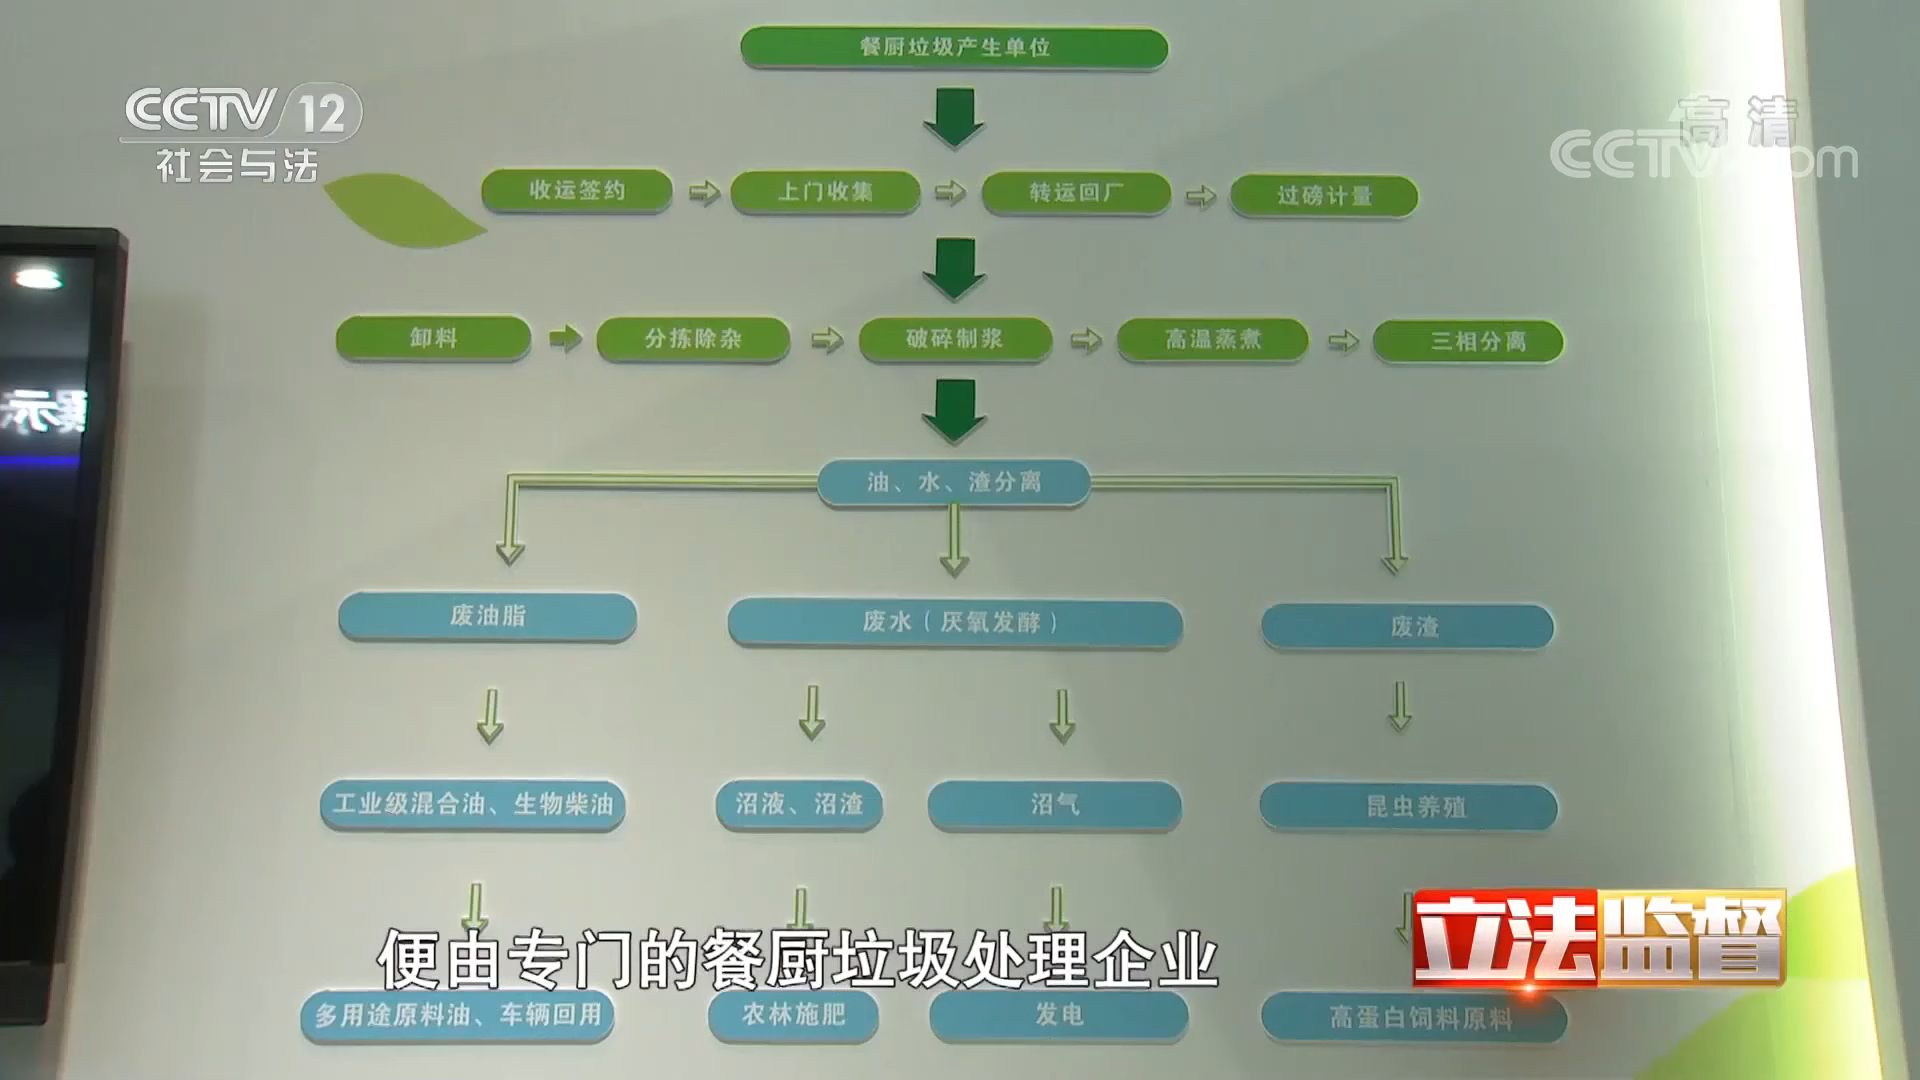 餐厨垃圾产生单位
CCTV 12
社会与法
高清
CCTV.com
收运签约
上门收集
转运回厂
过磅计量
卸料
分拣除杂
破碎制浆
高温蒸煮
三相分离
展示
油、水、渣分离
废油脂
废水（厌氧发酵）
废渣
工业级混合油、生物柴油
沼液、沼渣
沼气
昆虫养殖
立法监督
便由专门的餐厨垃圾处理企业
多用途原料油、车辆回用
农林施肥
发电
高蛋白饲料原料